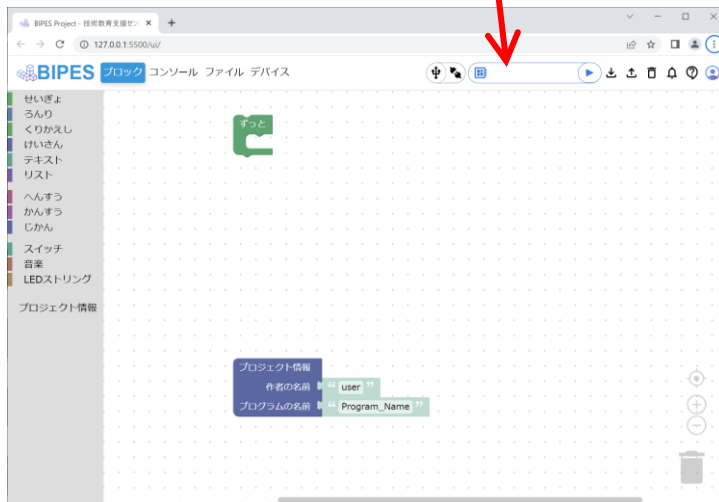 BIPES Project - 技術教育支援セン
127.0.0.1:5500/ui/
BIPES ブロック コンソール ファイル デバイス
せいぎょ
ろんり
くりかえし
けいさん
テキスト
リスト
へんすう
かんすう
じかん
スイッチ
音楽
LEDストリング
プロジェクト情報
ずっと
プロジェクト情報
作者の名前 “ user ”
プログラムの名前 “ Program_Name ”